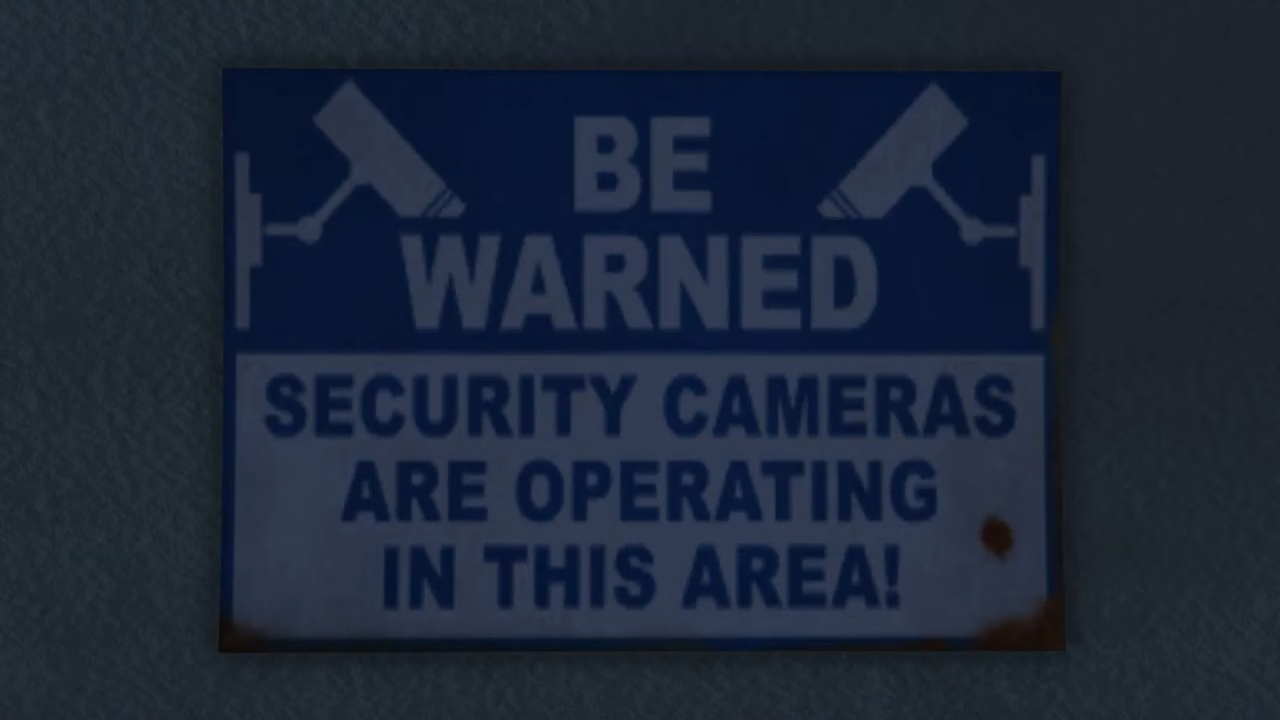 BE
WARNED
SECURITY CAMERAS
ARE OPERATING
IN THIS AREA!